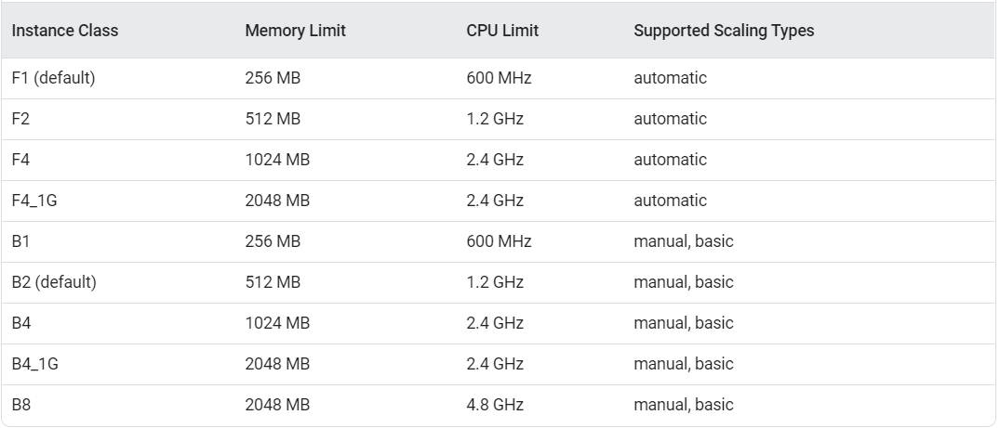 Instance Class Memory Limit CPU Limit Supported Scaling Types
F1 (default) 256 MB 600 MHz automatic
F2 512 MB 1.2 GHz automatic
F4 1024 MB 2.4 GHz automatic
F4_1G 2048 MB 2.4 GHz automatic
B1 256 MB 600 MHz manual, basic
B2 (default) 512 MB 1.2 GHz manual, basic
B4 1024 MB 2.4 GHz manual, basic
B4_1G 2048 MB 2.4 GHz manual, basic
B8 2048 MB 4.8 GHz manual, basic